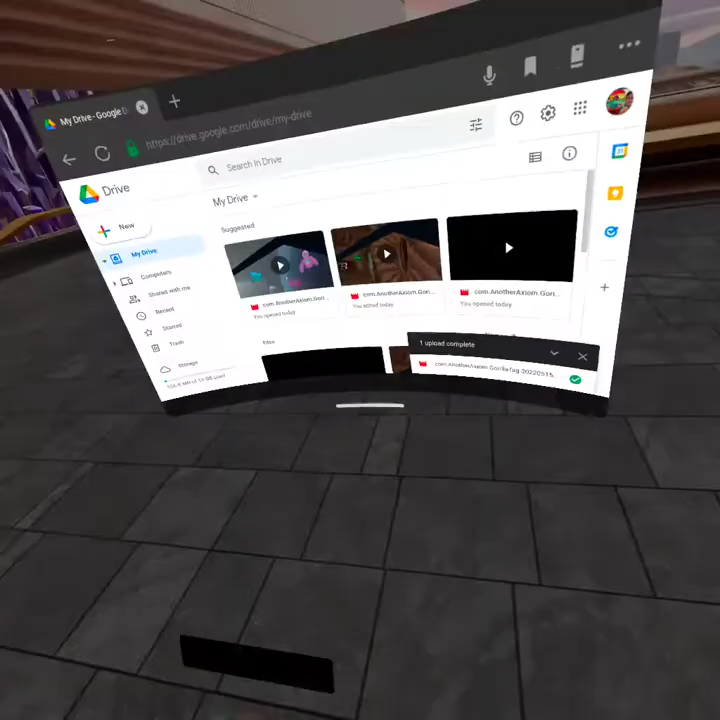 My Drive - Google D
https://drive.google.com/drive/my-drive
Drive
Search in Drive
New
My Drive
My Drive
Computers
Shared with me
Recent
Starred
Trash
Storage
Suggested
com.AnotherAxiom.Gori...
You opened today
com.AnotherAxiom.Gori...
You edited today
com.AnotherAxiom.Gori...
You opened today
Files
31
1 upload complete
com.AnotherAxiom.GorillaTag-20220515...